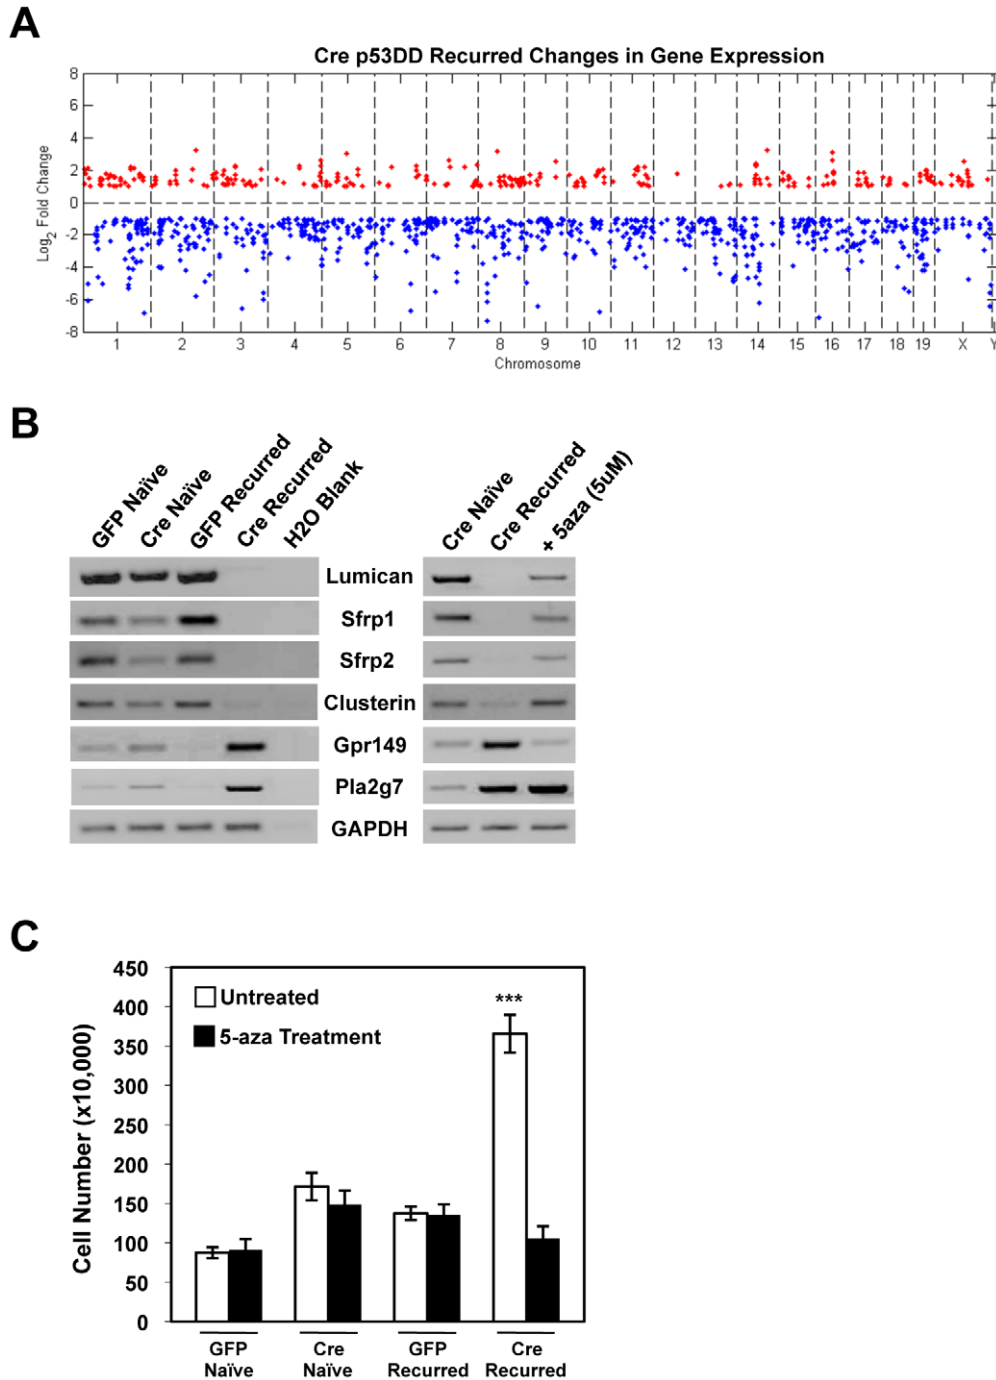 A
Cre p53DD Recurred Changes in Gene Expression
8
6
4
2
0
-2
-4
-6
-8
Log2 Fold Change
1 2 3 4 5 6 7 8 9 10 11 12 13 14 15 16 17 18 19 X Y
Chromosome
B
GFP Naïve
Cre Naïve
GFP Recurred
Cre Recurred
H2O Blank
Cre Naïve
Cre Recurred
+ 5aza (5uM)
Lumican
Sfrp1
Sfrp2
Clusterin
Gpr149
Pla2g7
GAPDH
C
450
400
350
300
250
200
150
100
50
0
Cell Number (x10,000)
Untreated
5-aza Treatment
***
GFP Naïve
Cre Naïve
GFP Recurred
Cre Recurred